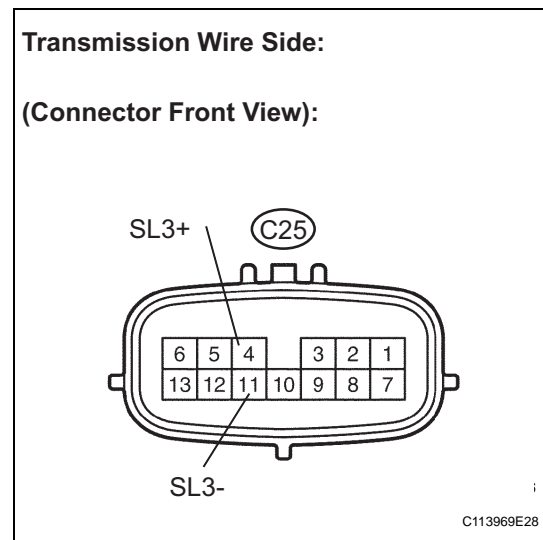 Transmission Wire Side:
(Connector Front View):
SL3+ C25
6 5 4 3 2 1
13 12 11 10 9 8 7
SL3-
C113969E28